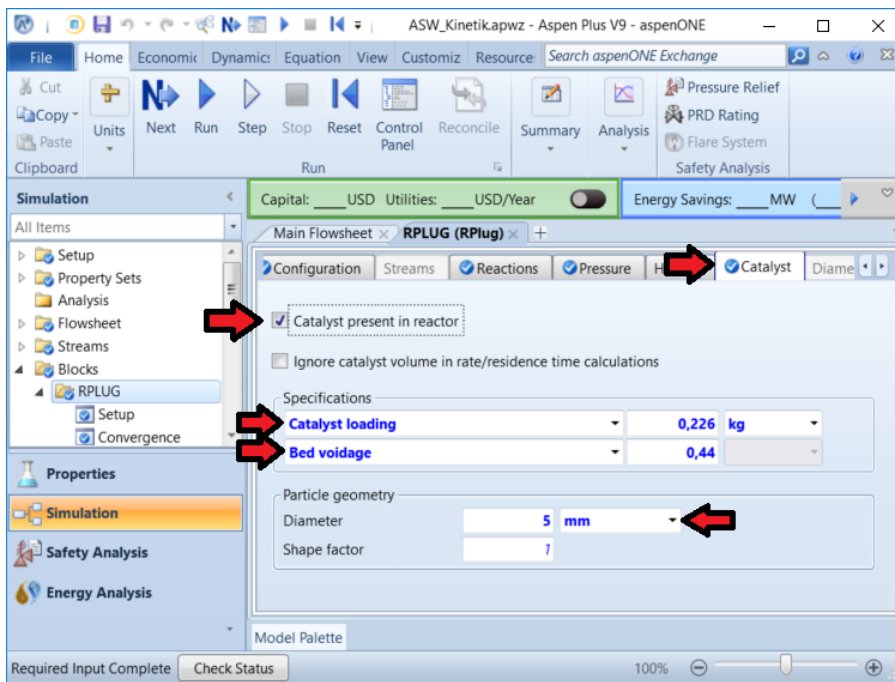 ASW_Kinetik.apwz - Aspen Plus V9 - aspenONE
File Home Economic Dynamics Equation View Customiz Resource Search aspenONE Exchange
Cut
Copy
Paste
Clipboard
Units
Next Run Step Stop Reset Control Panel Reconcile
Run
Summary
Analysis
Pressure Relief
PRD Rating
Flare System
Safety Analysis
Simulation
All Items
Setup
Property Sets
Analysis
Flowsheet
Streams
Blocks
RPLUG
Setup
Convergence
Properties
Simulation
Safety Analysis
Energy Analysis
Capital: ____USD Utilities: ____USD/Year
Energy Savings: ____MW (__
Main Flowsheet RPLUG (RPlug) +
Configuration Streams Reactions Pressure H Catalyst Diame
Catalyst present in reactor
Ignore catalyst volume in rate/residence time calculations
Specifications
Catalyst loading 0,226 kg
Bed voidage 0,44
Particle geometry
Diameter 5 mm
Shape factor 1
Model Palette
Required Input Complete Check Status 100%